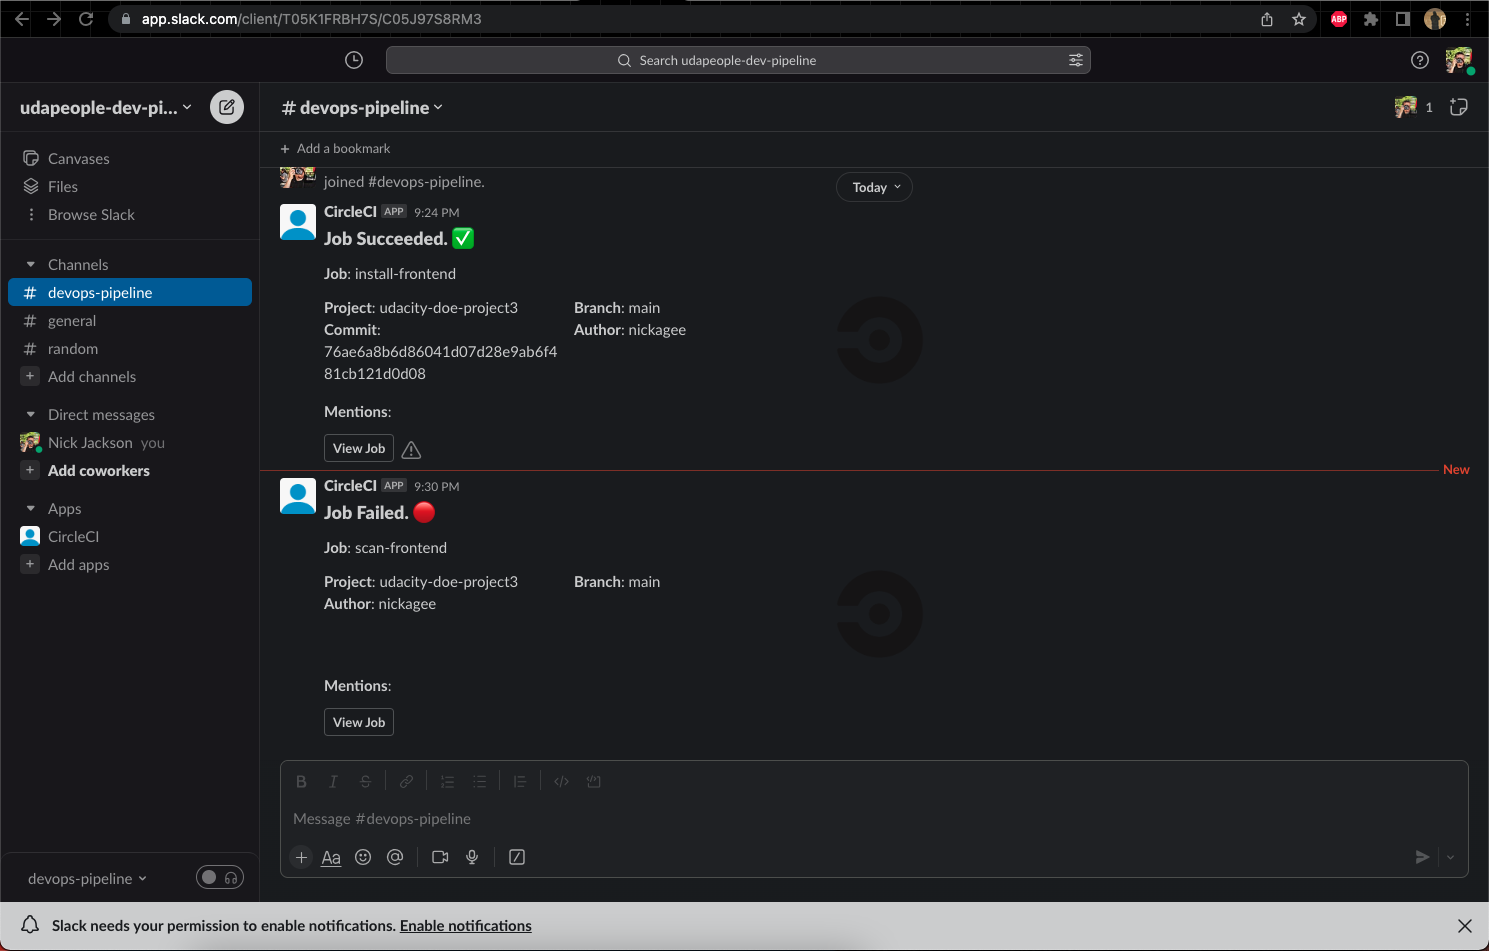 app.slack.com/client/T05K1FRBH7S/C05J97S8RM3
ABP
Search udapeople-dev-pipeline
udapeople-dev-pi...
# devops-pipeline
1
Canvases
Files
Browse Slack
+ Add a bookmark
joined #devops-pipeline.
Today
CircleCI APP 9:24 PM
Job Succeeded.
Job: install-frontend
Project: udacity-doe-project3 Branch: main
Commit: Author: nickagee
76ae6a8b6d86041d07d28e9ab6f4
81cb121d0d08
Mentions:
View Job
New
CircleCI APP 9:30 PM
Job Failed.
Job: scan-frontend
Project: udacity-doe-project3 Branch: main
Author: nickagee
Mentions:
View Job
Channels
# devops-pipeline
# general
# random
+ Add channels
Direct messages
Nick Jackson you
+ Add coworkers
Apps
CircleCI
+ Add apps
B I S
Message #devops-pipeline
+ Aa @
devops-pipeline
Slack needs your permission to enable notifications. Enable notifications